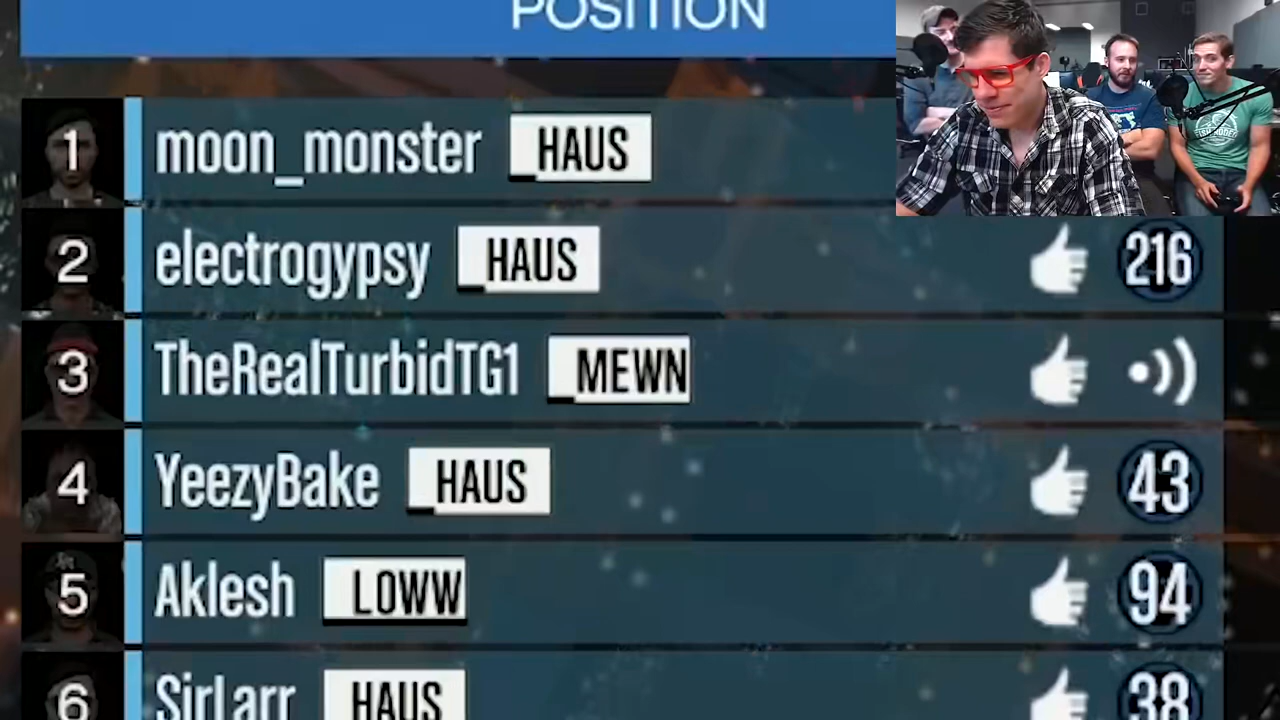 POSITION
1 moon_monster HAUS
2 electrogypsy HAUS 216
3 TheRealTurbidTG1 MEWN
4 YeezyBake HAUS 43
5 Aklesh LOWW 94
6 SirLarr HAUS 38